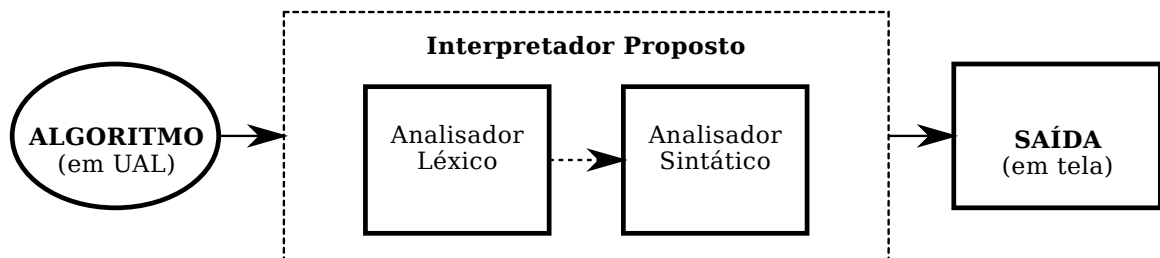 Interpretador Proposto
ALGORITMO
(em UAL)
Analisador
Léxico
Analisador
Sintático
SAÍDA
(em tela)